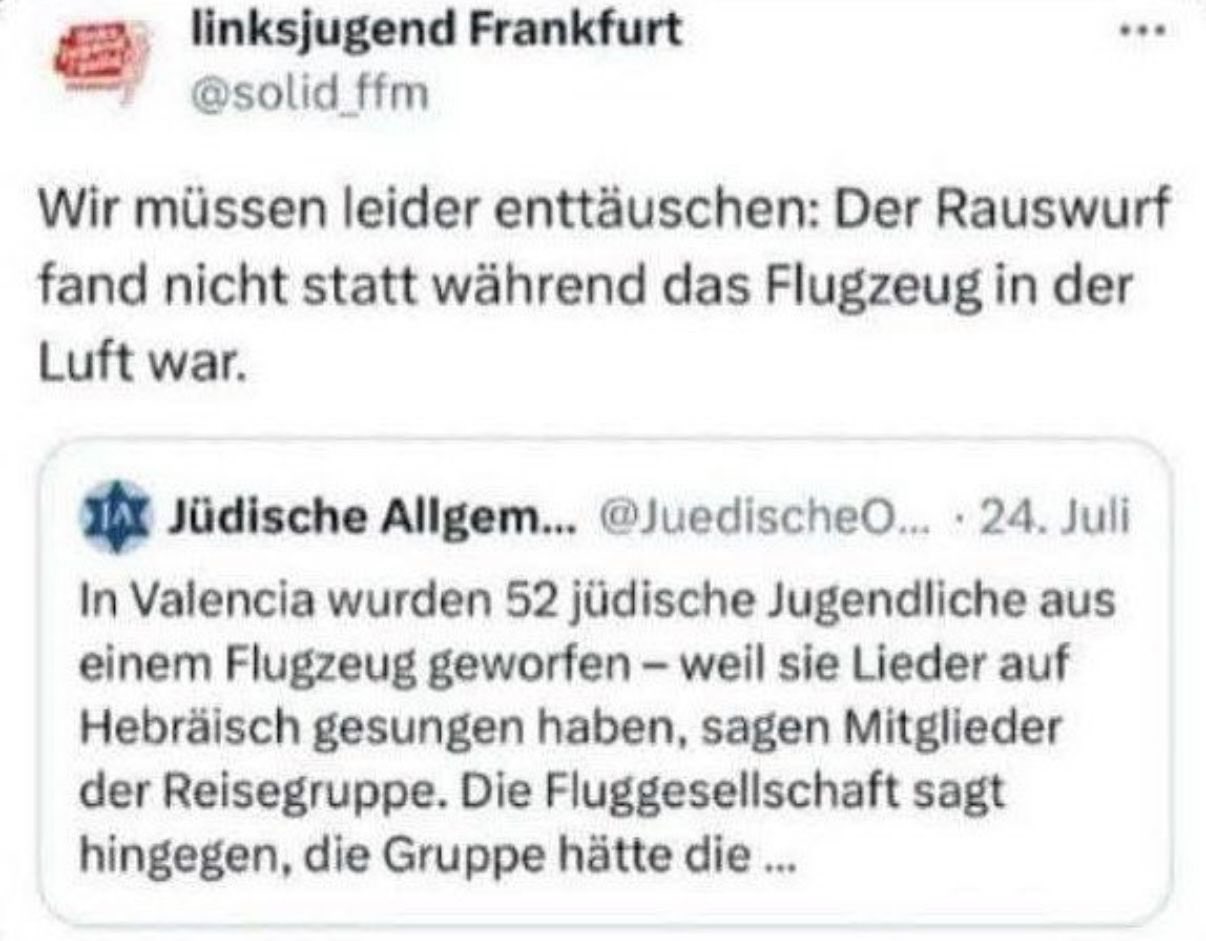 linksjugend Frankfurt
@solid_ffm
Wir müssen leider enttäuschen: Der Rauswurf
fand nicht statt während das Flugzeug in der
Luft war.
Jüdische Allgem... @JuedischeO... · 24. Juli
In Valencia wurden 52 jüdische Jugendliche aus
einem Flugzeug geworfen – weil sie Lieder auf
Hebräisch gesungen haben, sagen Mitglieder
der Reisegruppe. Die Fluggesellschaft sagt
hingegen, die Gruppe hätte die ...